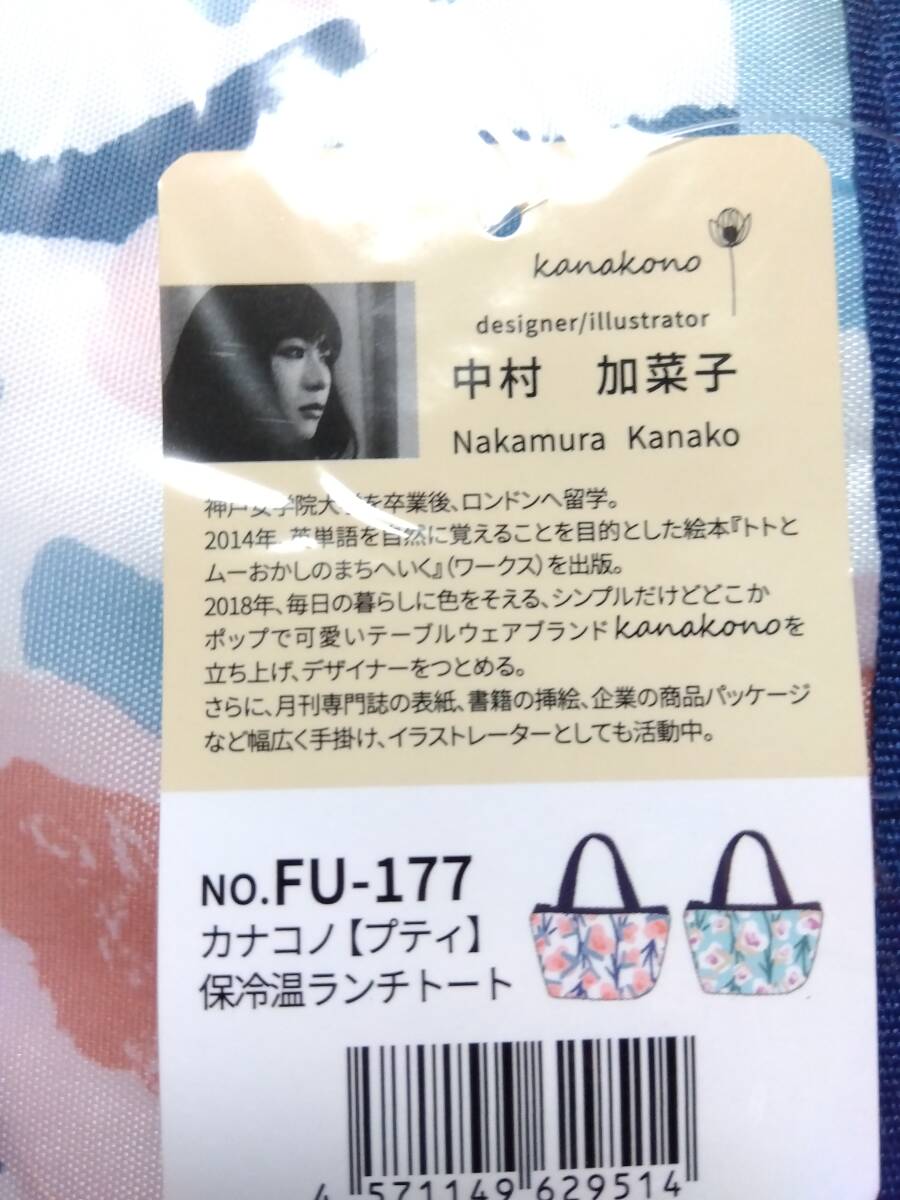 kanakono
designer/illustrator
中村　加菜子
Nakamura Kanako
神戸女学院大学を卒業後、ロンドンへ留学。
2014年、英単語を自然に覚えることを目的とした絵本『トトと
ムーおかしのまちへいく』（ワークス）を出版。
2018年、毎日の暮らしに色をそえる、シンプルだけどどこか
ポップで可愛いテーブルウェアブランドkanakonoを
立ち上げ、デザイナーをつとめる。
さらに、月刊専門誌の表紙、書籍の挿絵、企業の商品パッケージ
など幅広く手掛け、イラストレーターとしても活動中。
NO.FU-177
カナコノ【プティ】
保冷温ランチトート
4 571149 629514